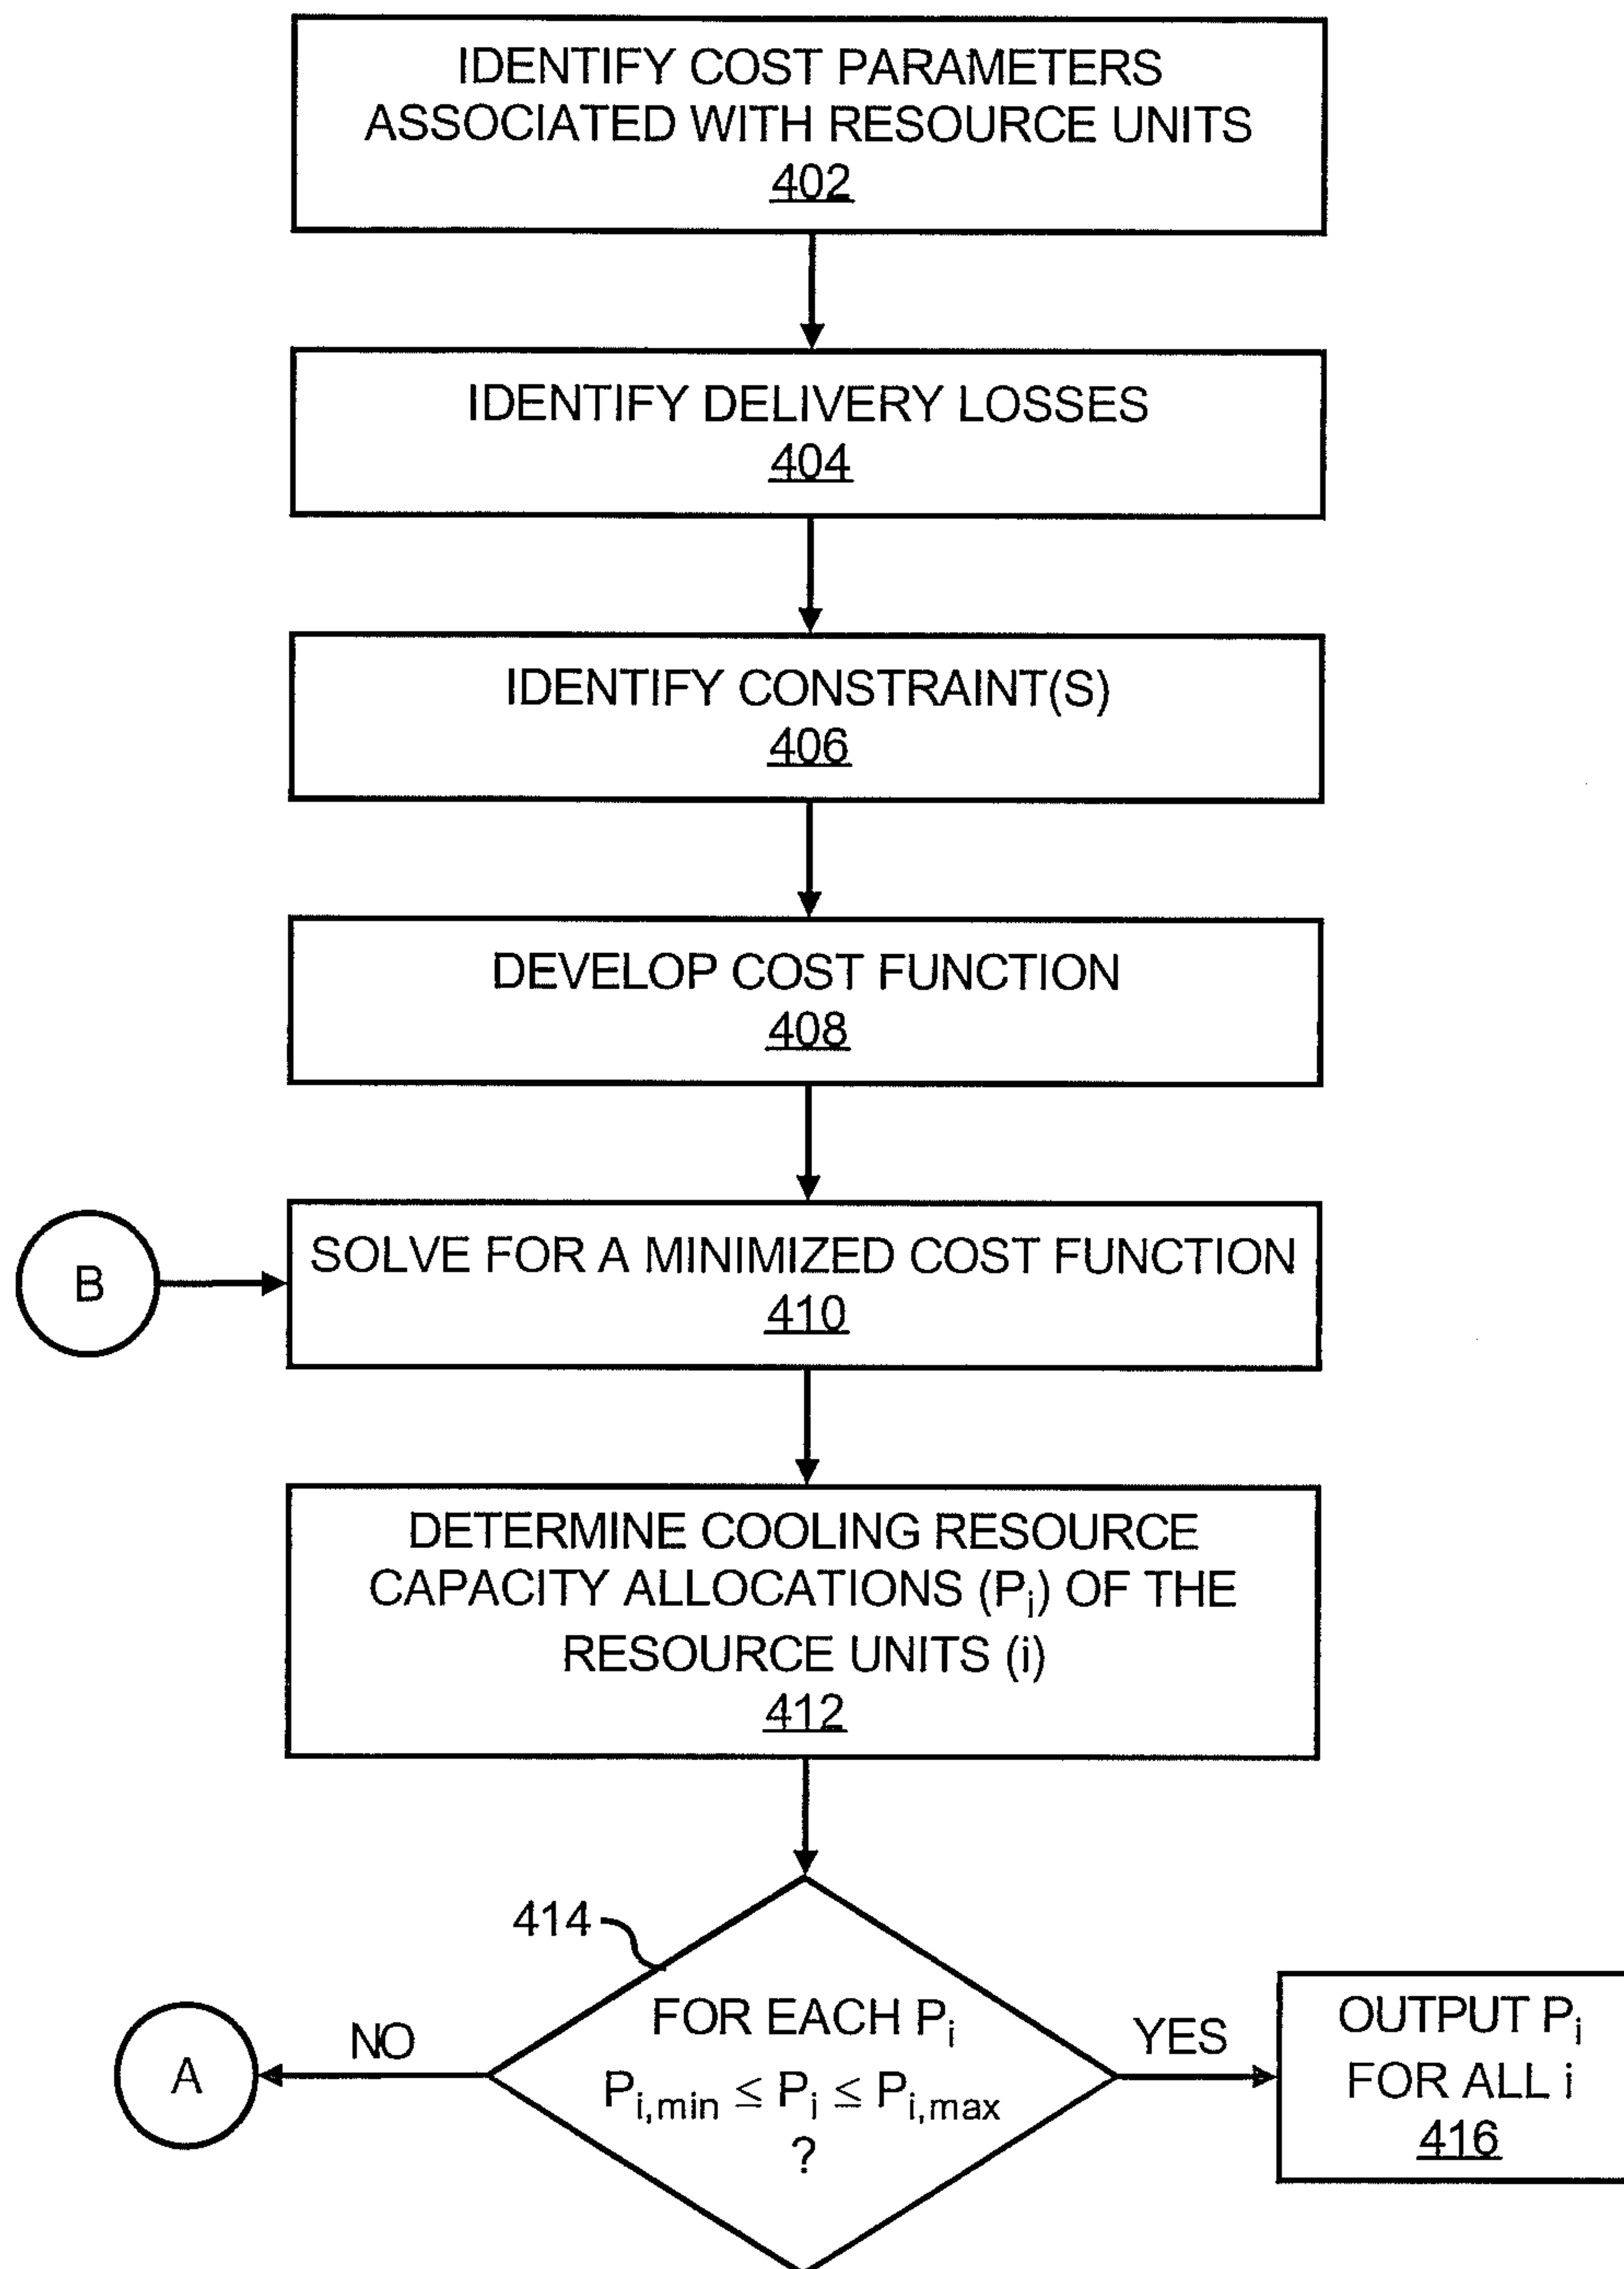 IDENTIFY COST PARAMETERS
ASSOCIATED WITH RESOURCE UNITS
402
IDENTIFY DELIVERY LOSSES
404
IDENTIFY CONSTRAINT(S)
406
DEVELOP COST FUNCTION
408
B
SOLVE FOR A MINIMIZED COST FUNCTION
410
DETERMINE COOLING RESOURCE
CAPACITY ALLOCATIONS (Pi) OF THE
RESOURCE UNITS (i)
412
414
FOR EACH Pi
Pi,min ≤ Pi ≤ Pi,max
?
NO
A
YES
OUTPUT Pi
FOR ALL i
416